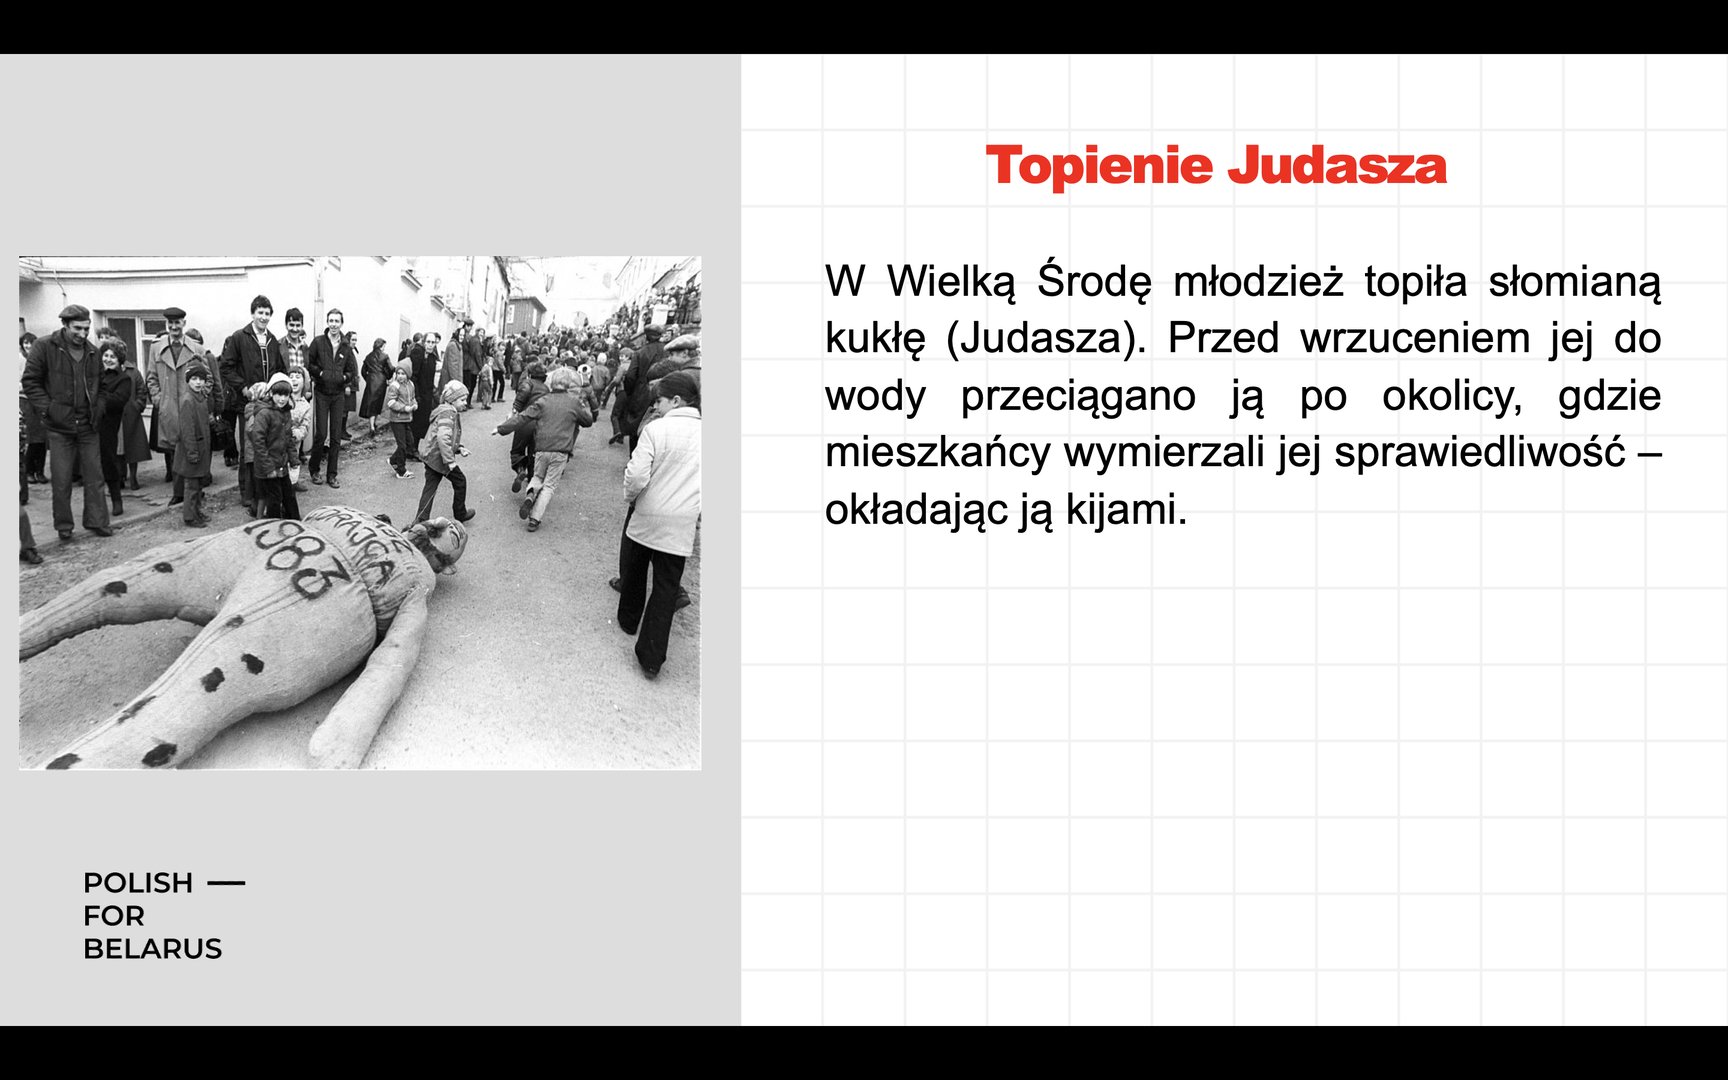 Topienie Judasza
W Wielką Środę młodzież topiła słomianą
kukłę (Judasza). Przed wrzuceniem jej do
wody przeciągano ją po okolicy, gdzie
mieszkańcy wymierzali jej sprawiedliwość –
okładając ją kijami.
1983
POLISH —
FOR
BELARUS